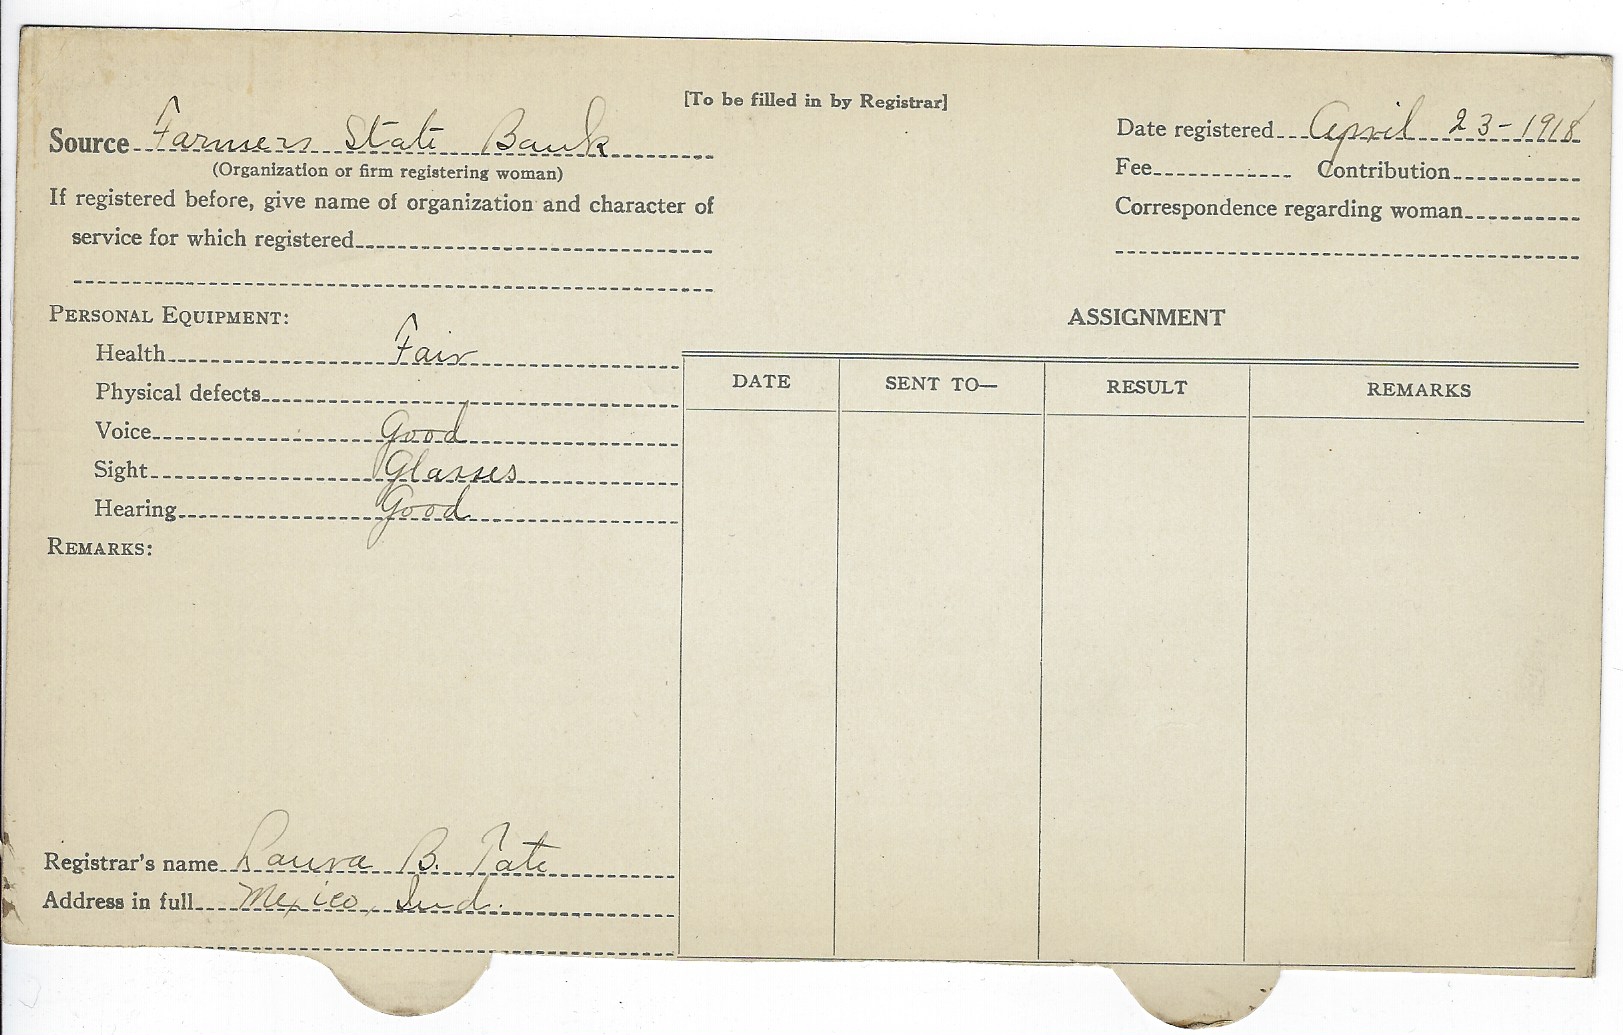 [To be filled in by Registrar]
Source Farmers State Bank
(Organization or firm registering woman)
If registered before, give name of organization and character of
service for which registered
Date registered April 23-1918
Fee Contribution
Correspondence regarding woman
PERSONAL EQUIPMENT:
Health Fair
Physical defects
Voice Good
Sight Glasses
Hearing Good
REMARKS:
ASSIGNMENT
DATE SENT TO— RESULT REMARKS
Registrar's name Laura B. Tate
Address in full Mexico, Ind.